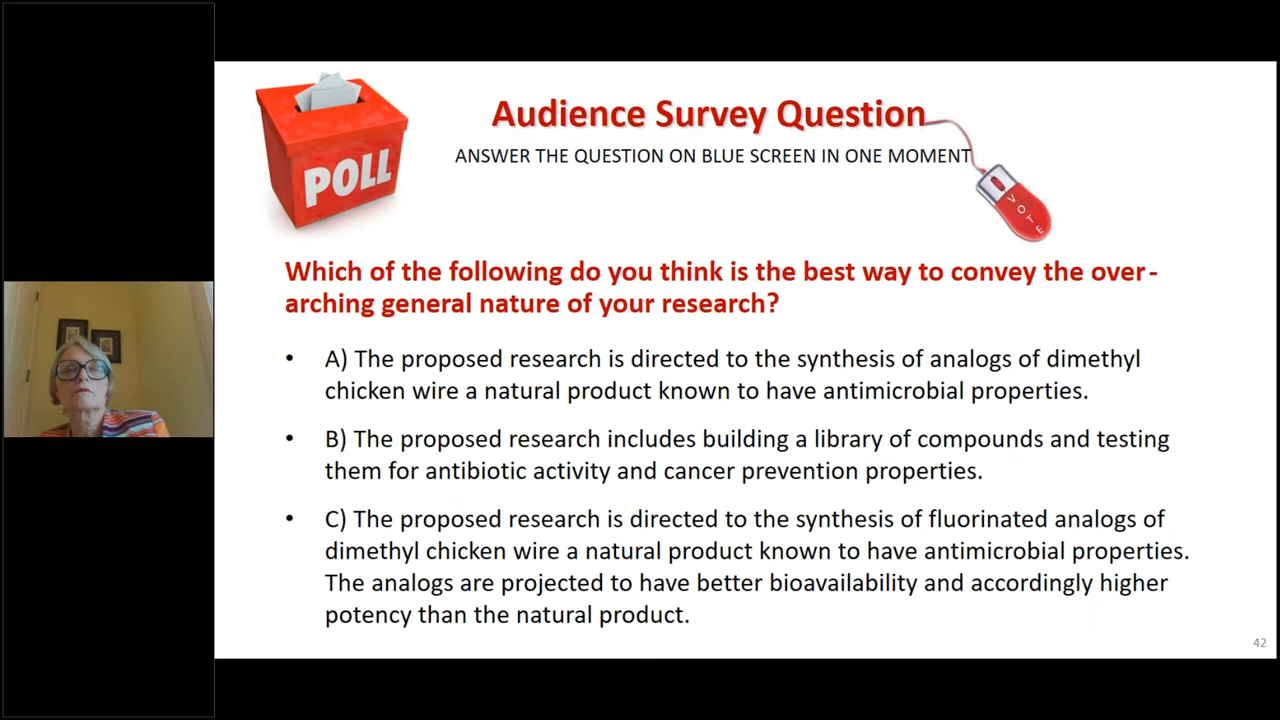 POLL
Audience Survey Question
ANSWER THE QUESTION ON BLUE SCREEN IN ONE MOMENT
VOTE
Which of the following do you think is the best way to convey the over-
arching general nature of your research?
• A) The proposed research is directed to the synthesis of analogs of dimethyl
chicken wire a natural product known to have antimicrobial properties.
• B) The proposed research includes building a library of compounds and testing
them for antibiotic activity and cancer prevention properties.
• C) The proposed research is directed to the synthesis of fluorinated analogs of
dimethyl chicken wire a natural product known to have antimicrobial properties.
The analogs are projected to have better bioavailability and accordingly higher
potency than the natural product.
42